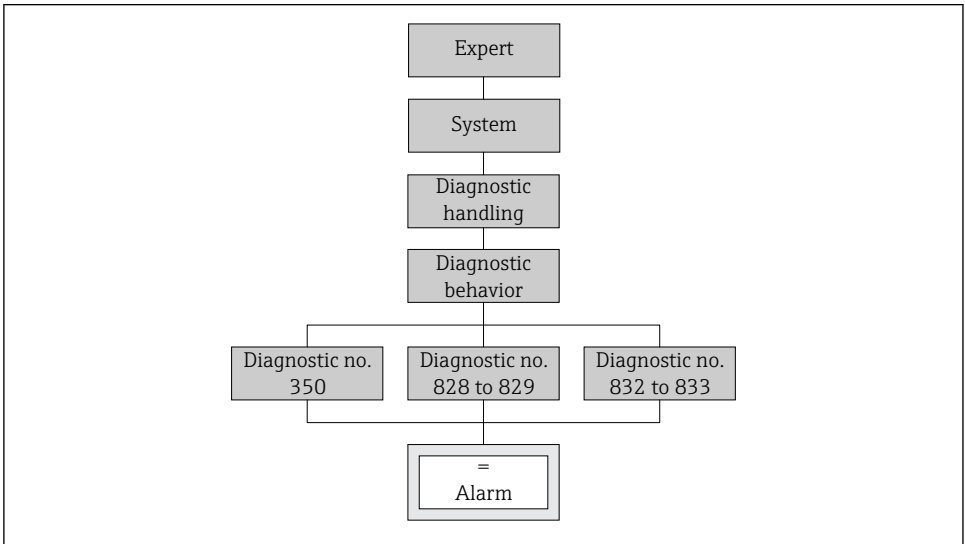 Expert
System
Diagnostic
handling
Diagnostic
behavior
Diagnostic no.
350
Diagnostic no.
828 to 829
Diagnostic no.
832 to 833
=
Alarm